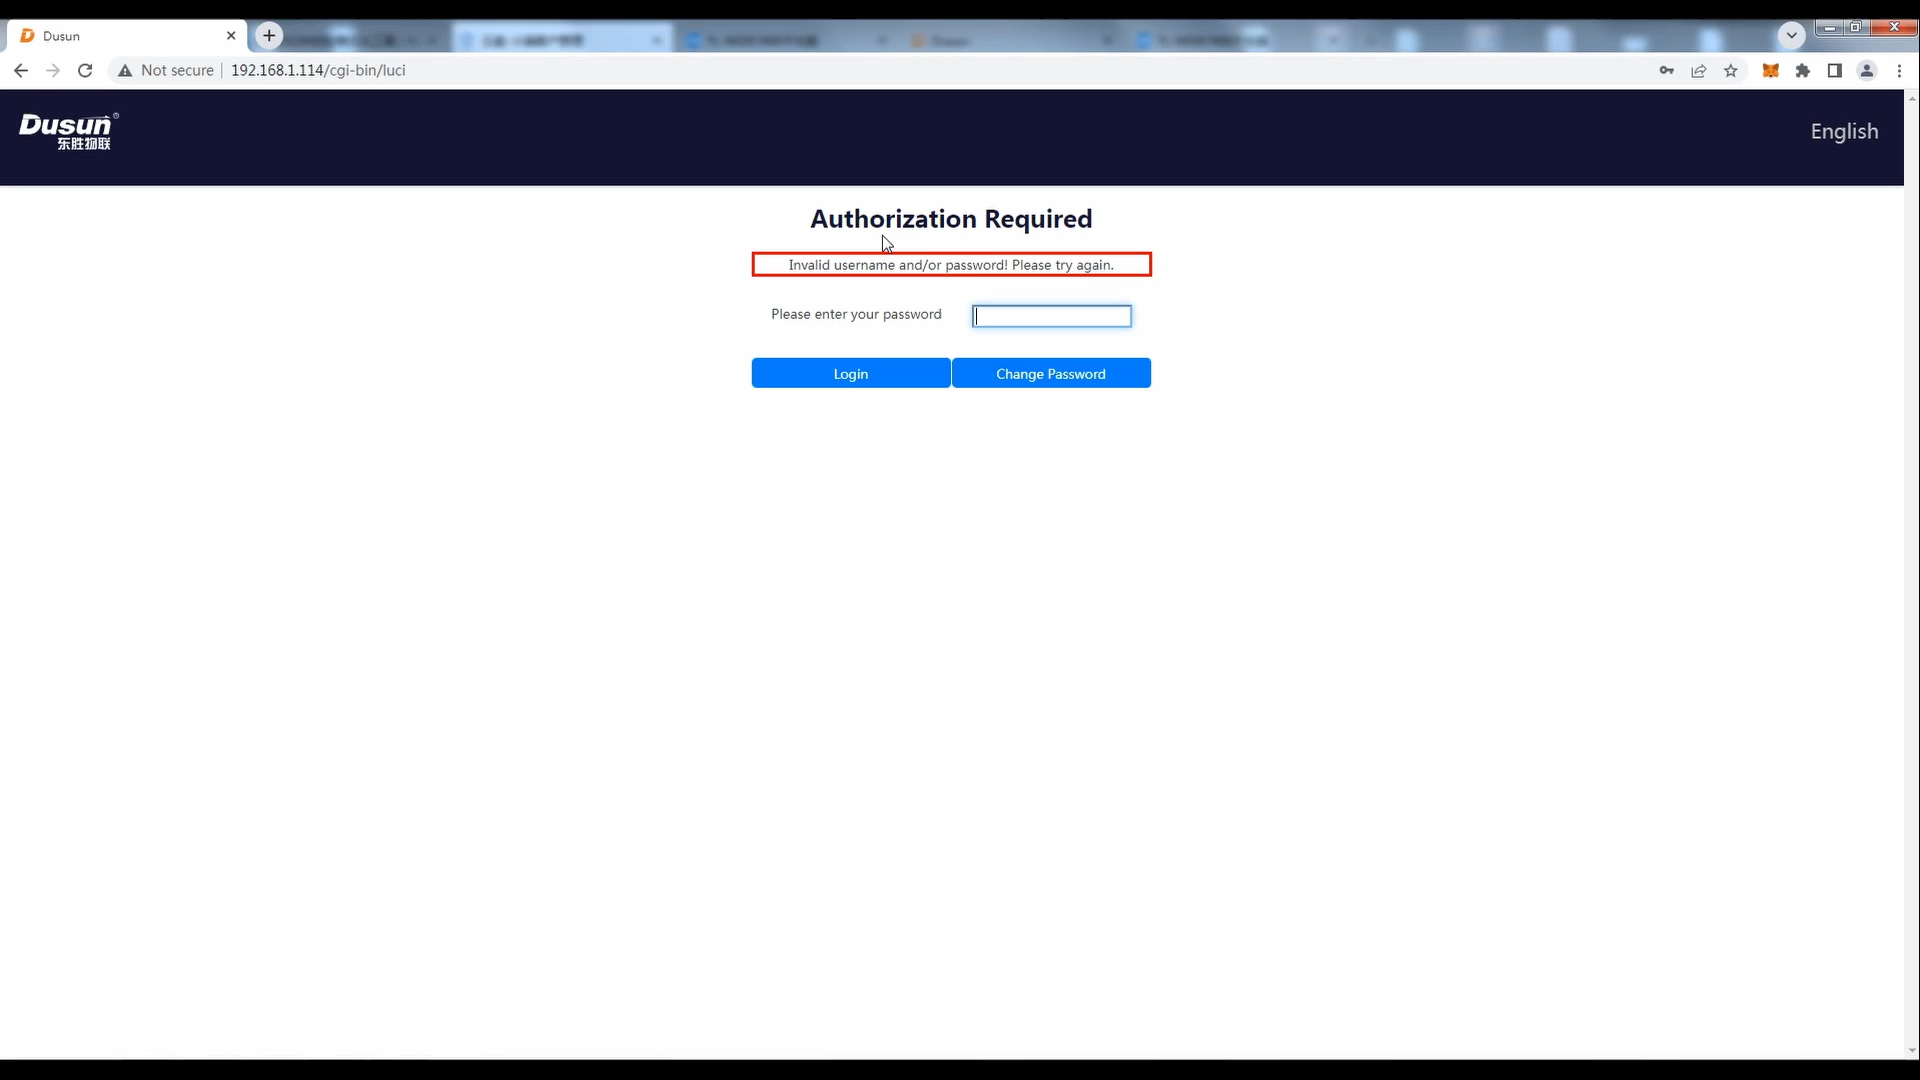 Dusun
Not secure
192.168.1.114/cgi-bin/luci
Dusun®
东胜物联
English
Authorization Required
Invalid username and/or password! Please try again.
Please enter your password
Login
Change Password